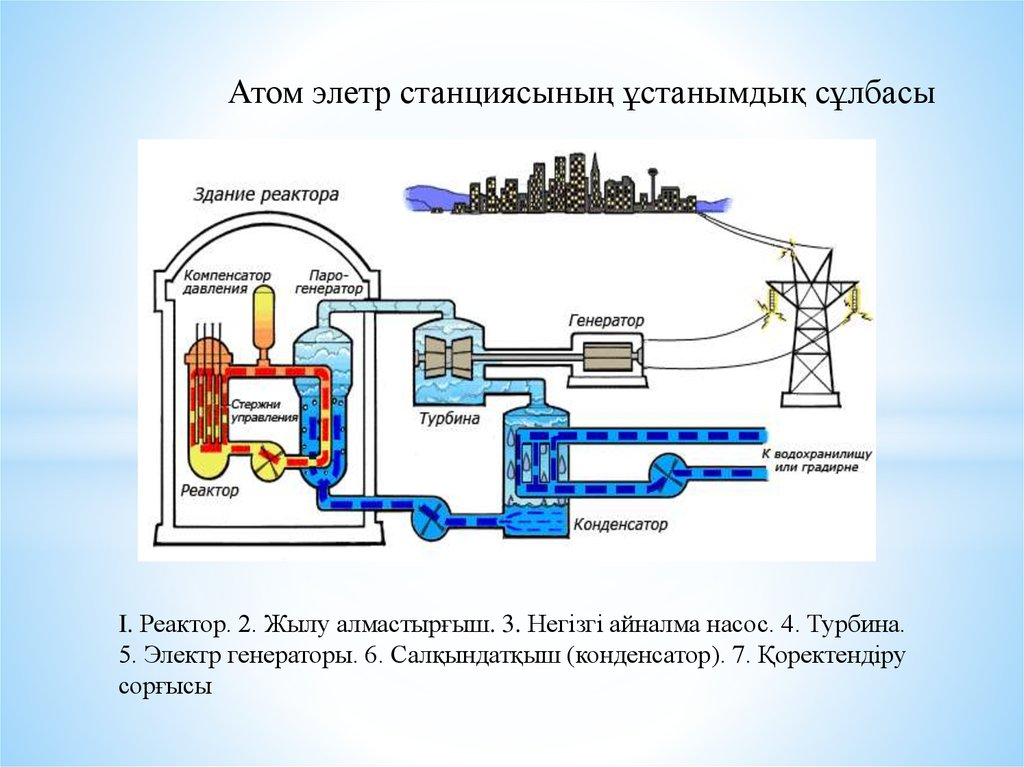 Атом элетр станциясының ұстанымдық сұлбасы
Здание реактора
Компенсатор
давления
Паро-
генератор
Генератор
Стержни
управления
Турбина
К водохранилищу
или градирне
Реактор
Конденсатор
I. Реактор. 2. Жылу алмастырғыш. 3. Негізгі айналма насос. 4. Турбина.
5. Электр генераторы. 6. Салқындатқыш (конденсатор). 7. Қоректендіру
сорғысы